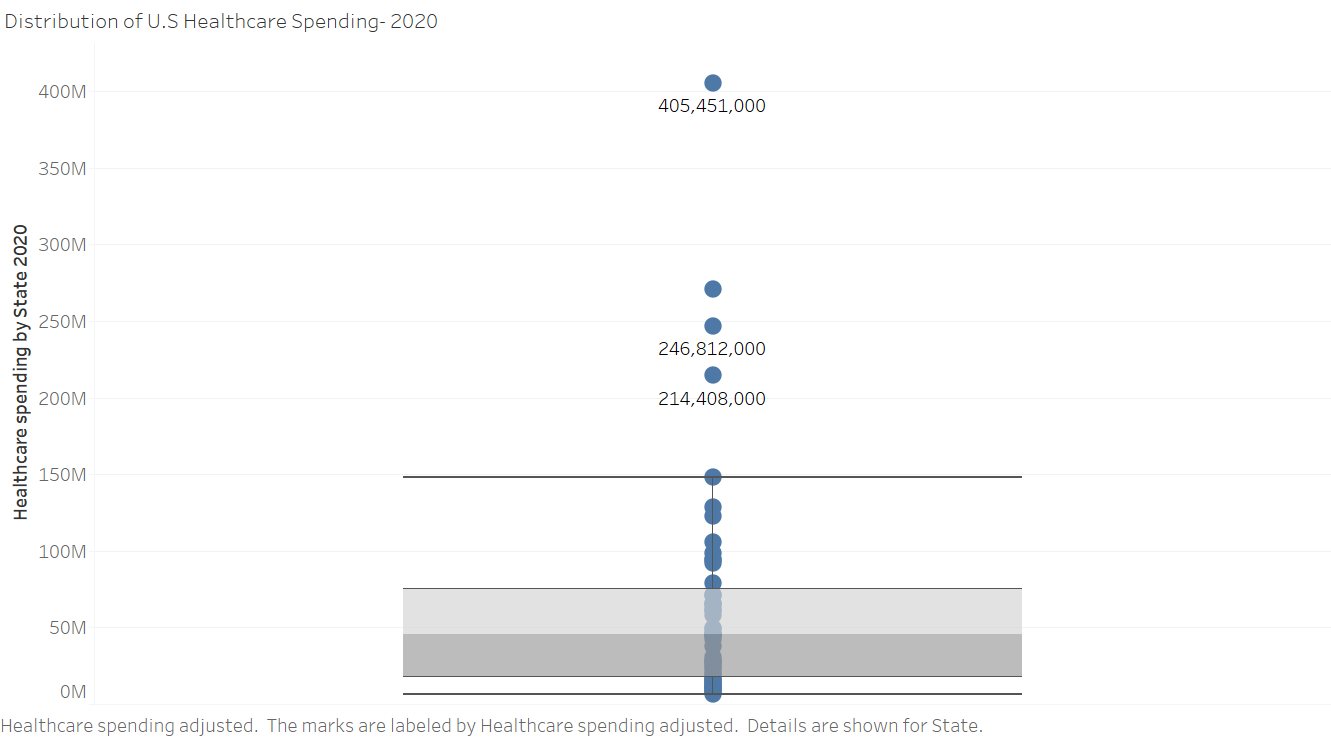 Distribution of U.S Healthcare Spending- 2020
Healthcare spending by State 2020
400M
405,451,000
350M
300M
250M
246,812,000
200M
214,408,000
150M
100M
50M
0M
Healthcare spending adjusted.  The marks are labeled by Healthcare spending adjusted.  Details are shown for State.